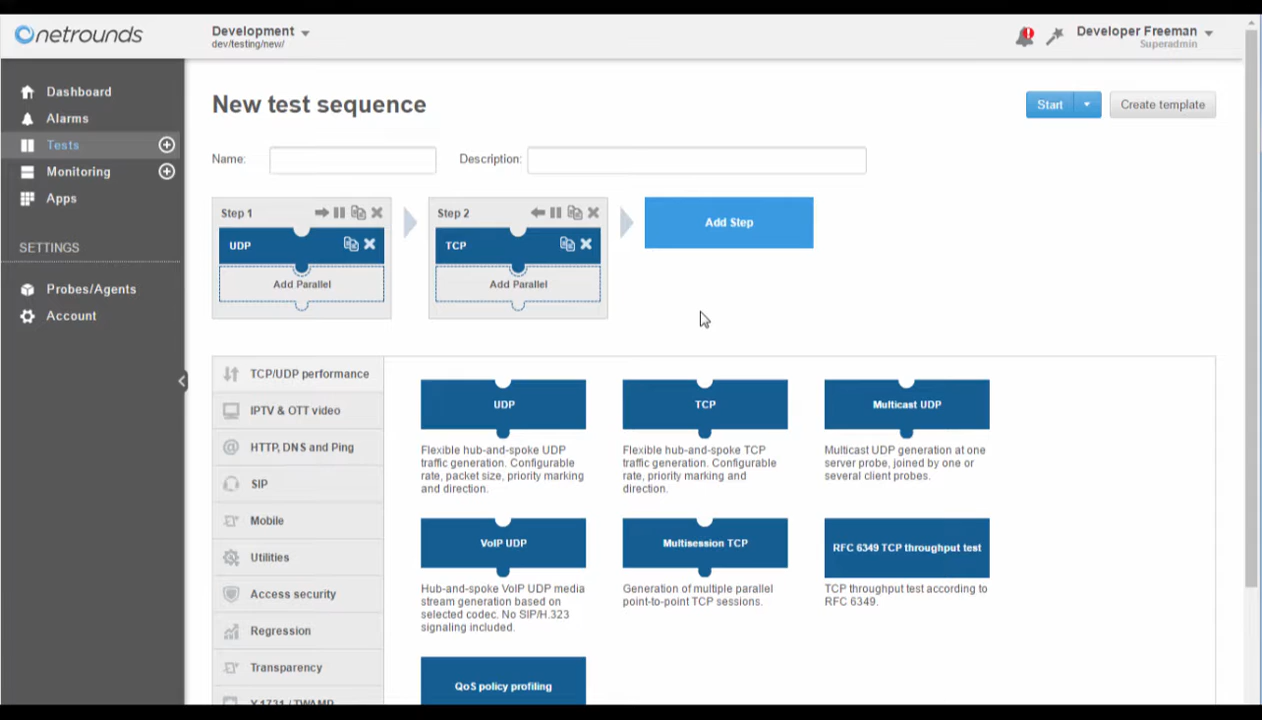 netrounds
Development
dev/testing/new/
Developer Freeman
Superadmin
Dashboard
Alarms
Tests
Monitoring
Apps
SETTINGS
Probes/Agents
Account
New test sequence
Start
Create template
Name:
Description:
Step 1
UDP
Add Parallel
Step 2
TCP
Add Parallel
Add Step
TCP/UDP performance
IPTV & OTT video
HTTP, DNS and Ping
SIP
Mobile
Utilities
Access security
Regression
Transparency
Y.1731 / TWAMP
UDP
Flexible hub-and-spoke UDP
traffic generation. Configurable
rate, packet size, priority marking
and direction.
TCP
Flexible hub-and-spoke TCP
traffic generation. Configurable
rate, priority marking and
direction.
Multicast UDP
Multicast UDP generation at one
server probe, joined by one or
several client probes.
VoIP UDP
Hub-and-spoke VoIP UDP media
stream generation based on
selected codec. No SIP/H.323
signaling included.
Multisession TCP
Generation of multiple parallel
point-to-point TCP sessions.
RFC 6349 TCP throughput test
TCP throughput test according to
RFC 6349.
QoS policy profiling